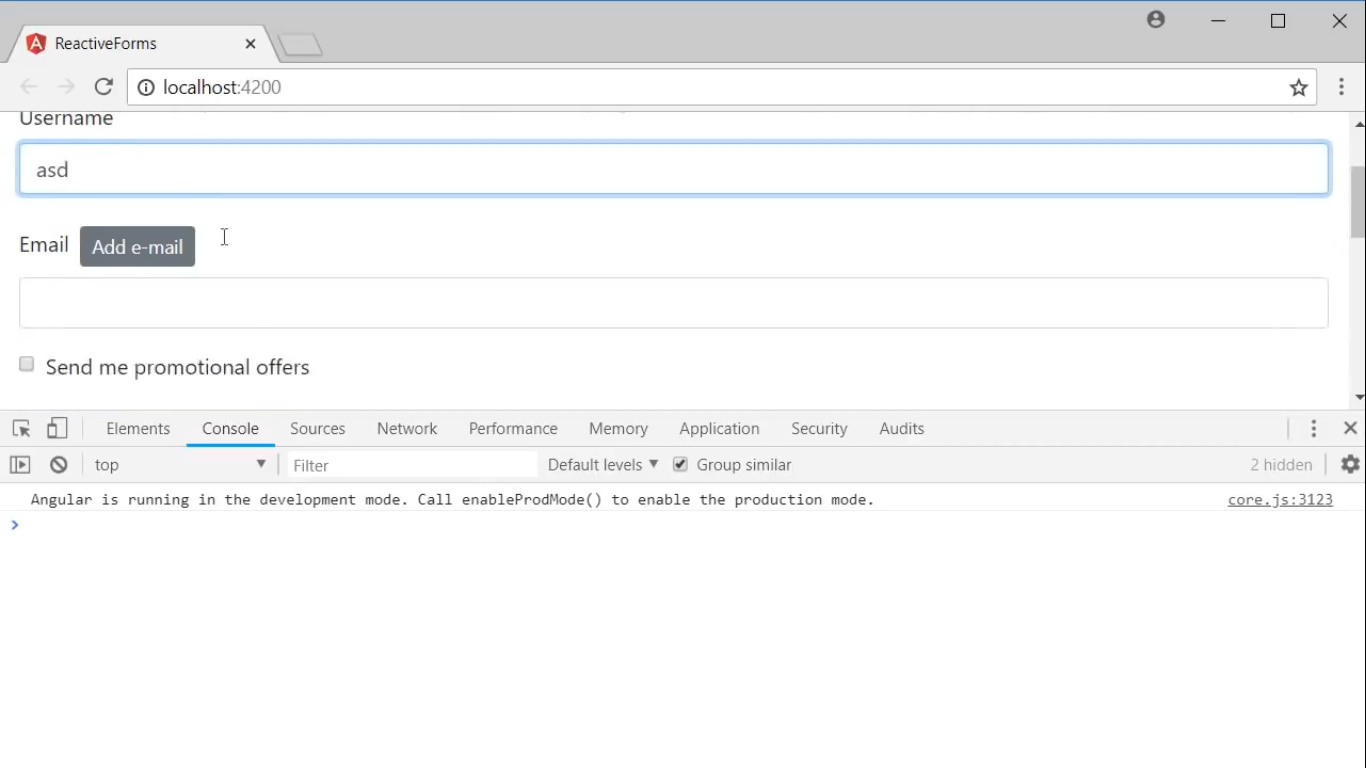 ReactiveForms
localhost:4200
Username
asd
Email Add e-mail
Send me promotional offers
Elements Console Sources Network Performance Memory Application Security Audits
top Filter Default levels Group similar 2 hidden
Angular is running in the development mode. Call enableProdMode() to enable the production mode. core.js:3123